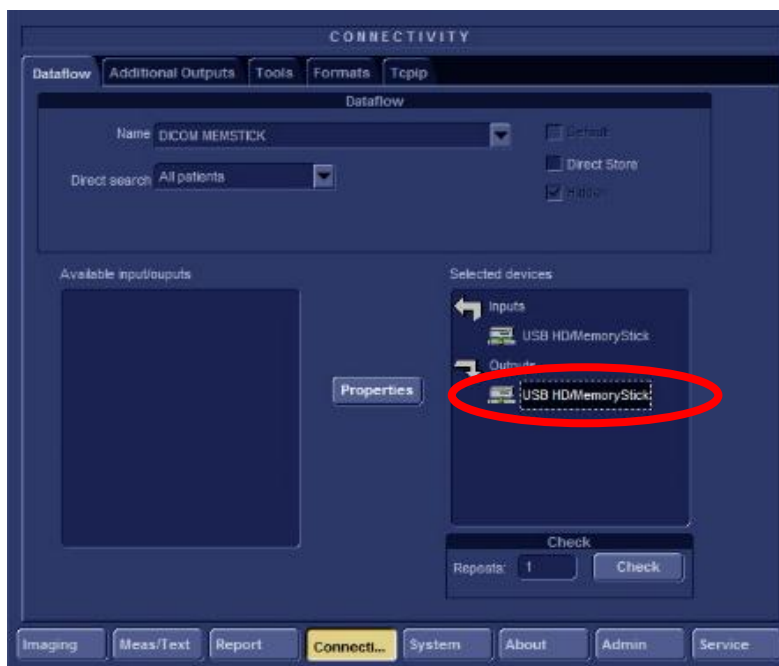 CONNECTIVITY
Dataflow Additional Outputs Tools Formats Tcpip
Dataflow
Name DICOM MEMSTICK Default
Direct search All patients Direct Store
Hidden
Available input/ouputs Selected devices
Inputs
USB HD/MemoryStick
Outputs
Properties USB HD/MemoryStick
Check
Repeats: 1 Check
Imaging Meas/Text Report Connecti... System About Admin Service